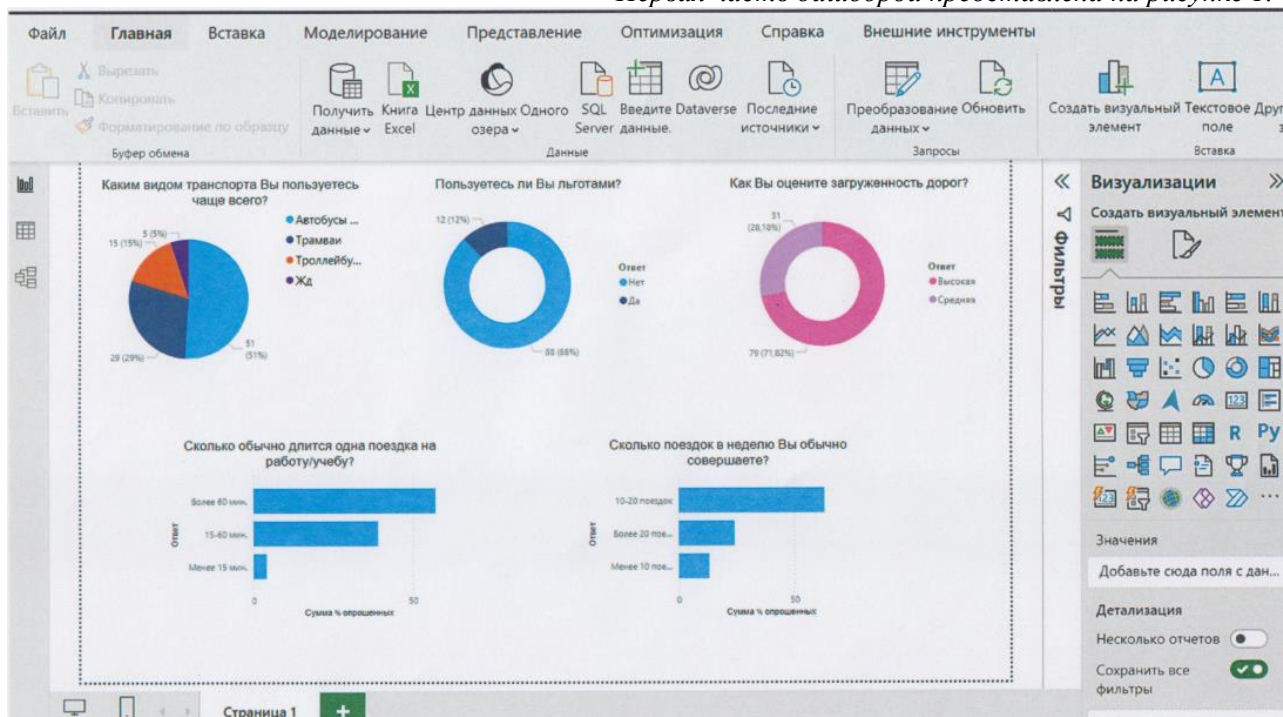 Файл Главная Вставка Моделирование Представление Оптимизация Справка Внешние инструменты
Вставить
Вырезать
Копировать
Форматирование по образцу
Буфер обмена
Получить данные
Книга Excel
Центр данных Одного озера
SQL Server
Введите данные.
Dataverse
Последние источники
Данные
Преобразование данных
Обновить
Запросы
Создать визуальный элемент
Текстовое поле
Вставка
Каким видом транспорта Вы пользуетесь
чаще всего?
5 (5%)
15 (15%)
29 (29%)
51
(51%)
Автобусы ...
Трамваи
Троллейбу...
Жд
Пользуетесь ли Вы льготами?
12 (12%)
88 (88%)
Ответ
Нет
Да
Как Вы оцените загруженность дорог?
31
(28,18%)
79 (71,82%)
Ответ
Высокая
Средняя
Сколько обычно длится одна поездка на
работу/учебу?
Ответ
Более 60 мин.
15-60 мин.
Менее 15 мин.
0 50
Сумма % опрошенных
Сколько поездок в неделю Вы обычно
совершаете?
Ответ
10-20 поездок
Более 20 пое...
Менее 10 пое...
0 50
Сумма % опрошенных
Фильтры
Визуализации
Создать визуальный элемент
123
R Py
123
Значения
Добавьте сюда поля с дан...
Детализация
Несколько отчетов
Сохранить все
фильтры
Страница 1
+